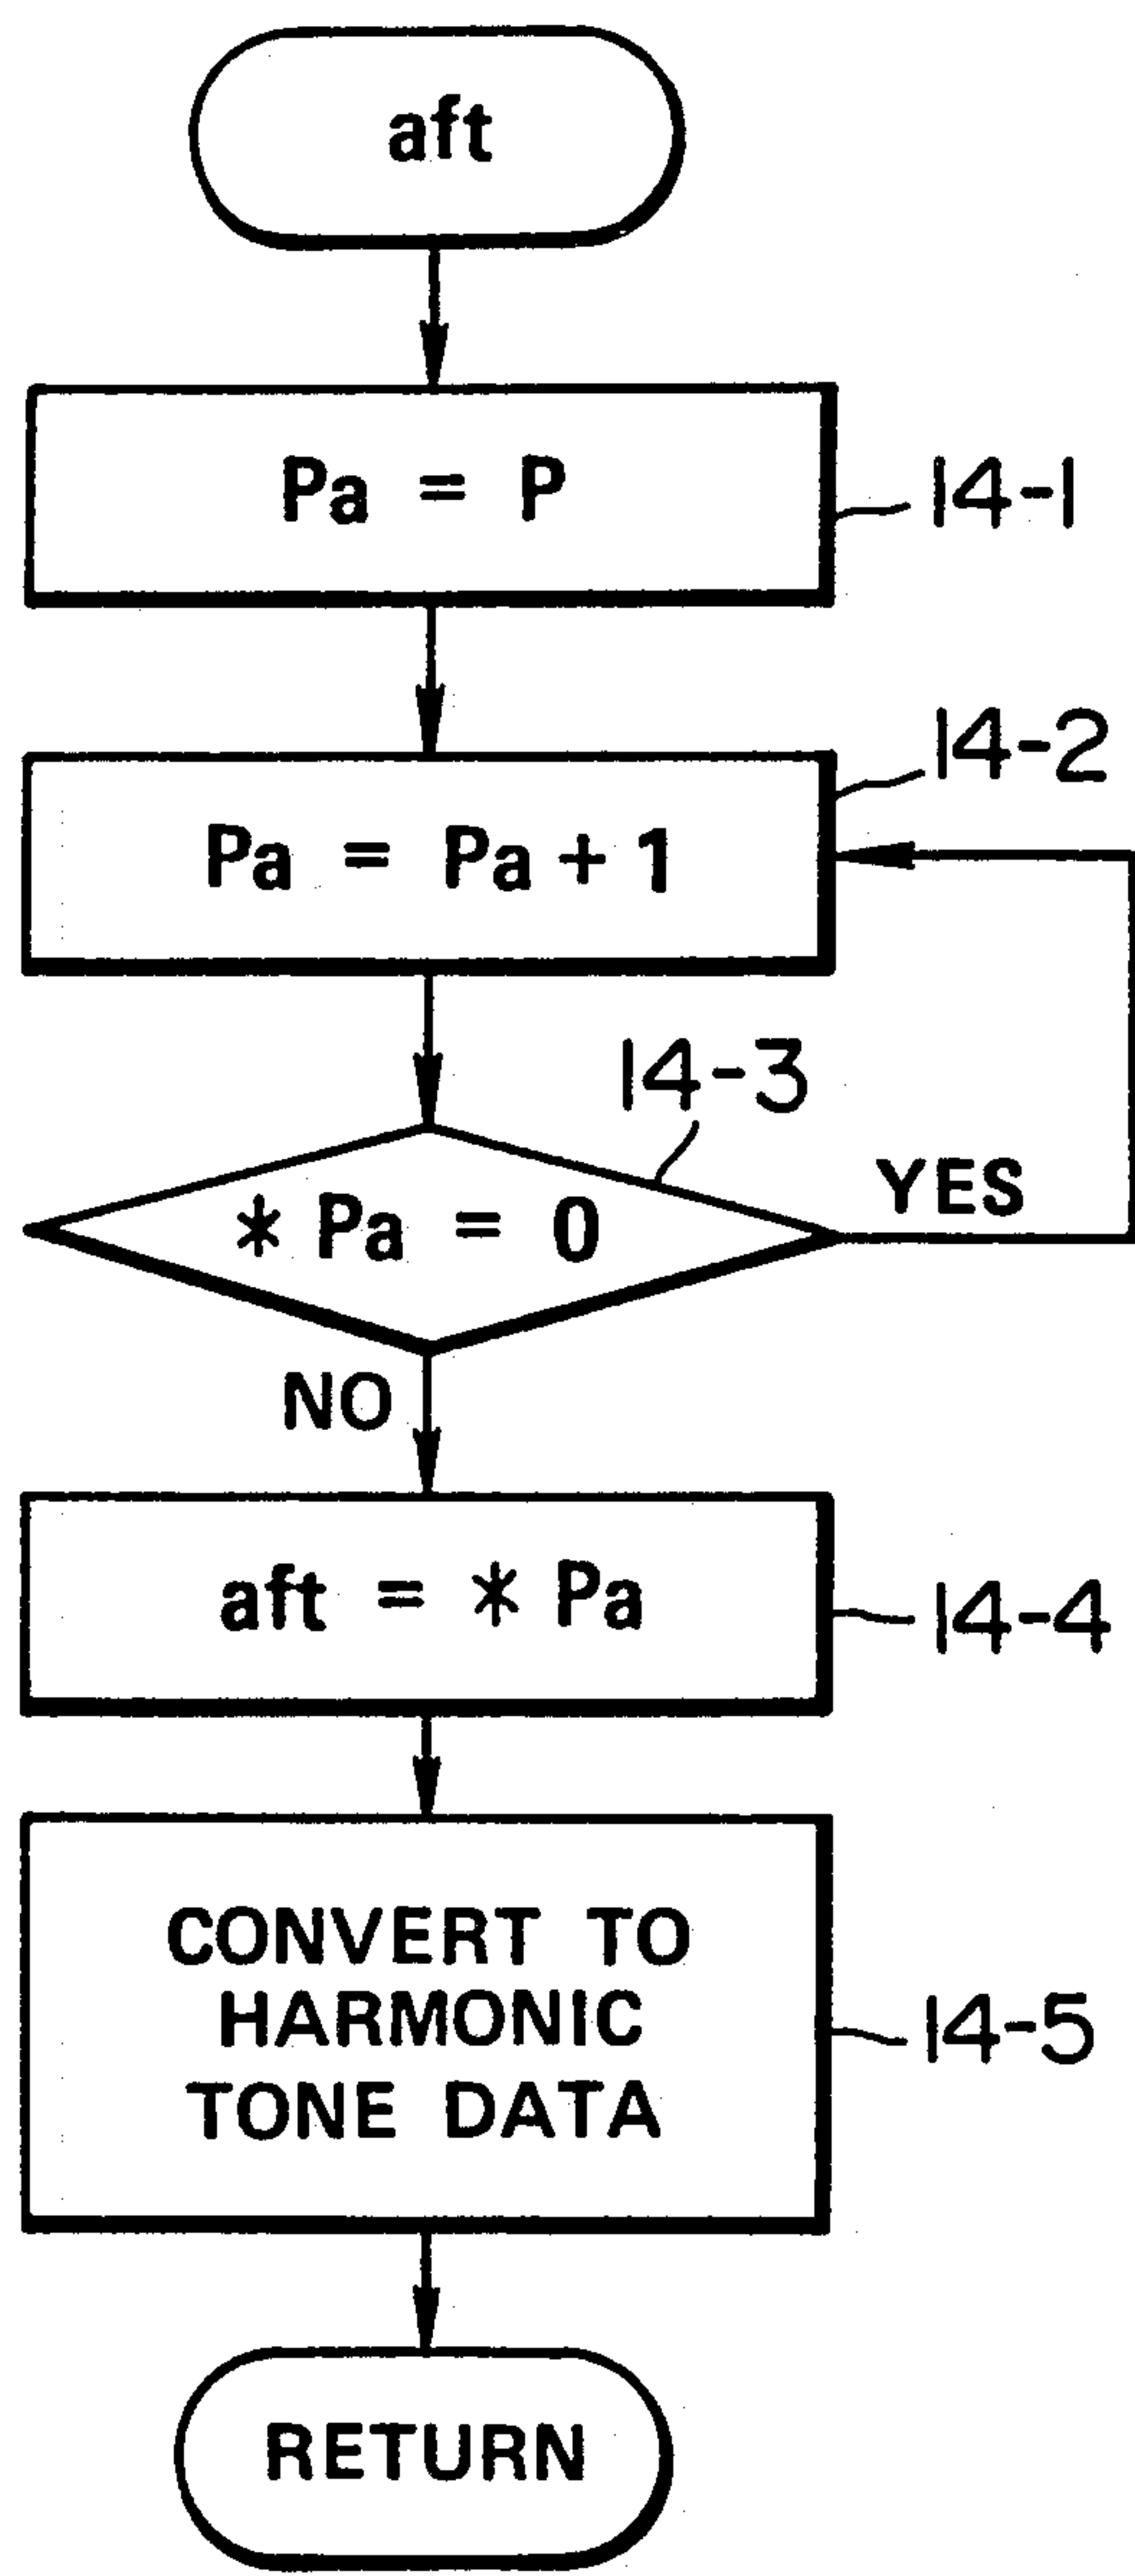 aft
Pa = P
14-1
14-2
Pa = Pa + 1
14-3
* Pa = 0
YES
NO
aft = * Pa
14-4
CONVERT TO
HARMONIC
TONE DATA
14-5
RETURN